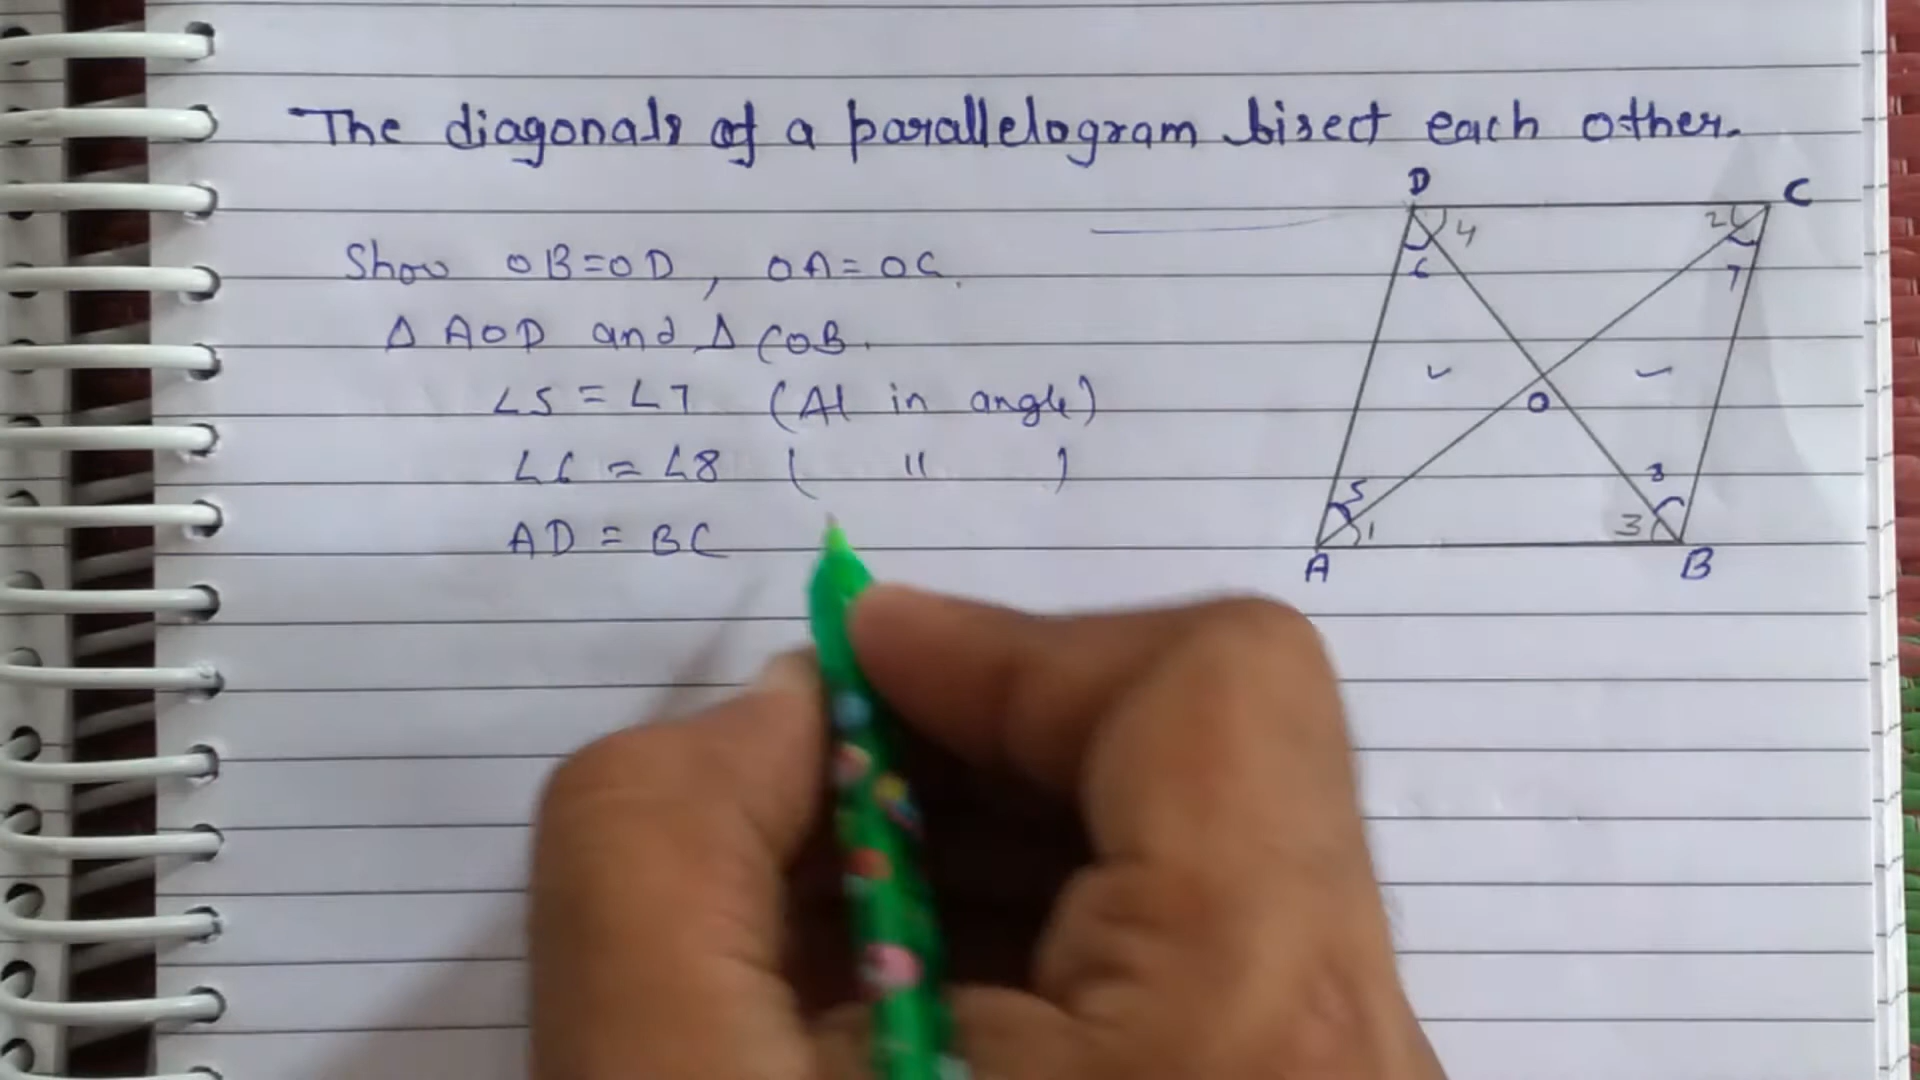 The diagonals of a parallelogram bisect each other.
Show OB=OD, OA=OC.
Δ AOD and Δ COB.
∠5 = ∠7 (Al in angle)
∠6 = ∠8 ( " )
AD = BC
D C
4 2
6 7
O
5 8
1 3
A B